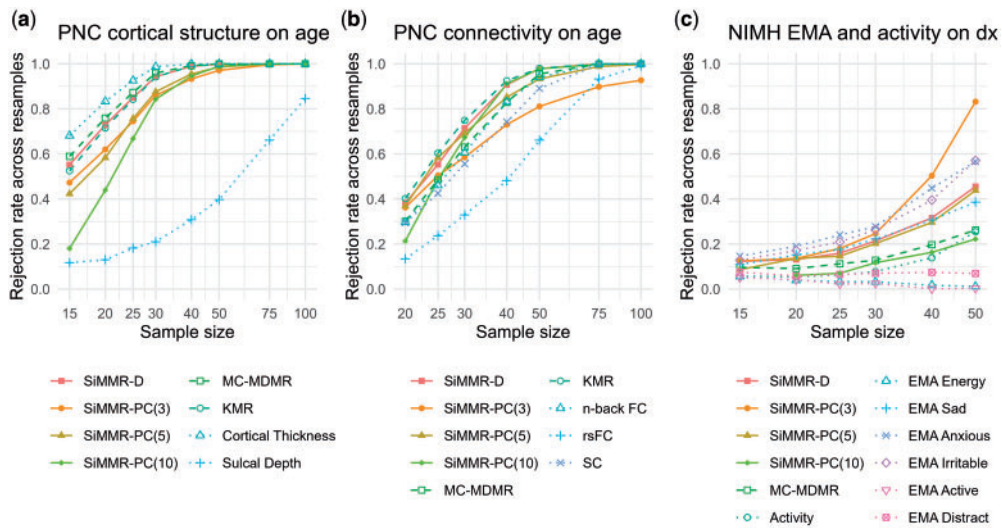 (a) PNC cortical structure on age
Rejection rate across resamples
1.0
0.8
0.6
0.4
0.2
0.0
15 20 25 30 40 50 75 100
Sample size
SiMMR-D
SiMMR-PC(3)
SiMMR-PC(5)
SiMMR-PC(10)
MC-MDMR
KMR
Cortical Thickness
Sulcal Depth
(b) PNC connectivity on age
Rejection rate across resamples
1.0
0.8
0.6
0.4
0.2
0.0
20 25 30 40 50 75 100
Sample size
SiMMR-D
SiMMR-PC(3)
SiMMR-PC(5)
SiMMR-PC(10)
MC-MDMR
KMR
n-back FC
rsFC
SC
(c) NIMH EMA and activity on dx
Rejection rate across resamples
1.0
0.8
0.6
0.4
0.2
0.0
15 20 25 30 40 50
Sample size
SiMMR-D
SiMMR-PC(3)
SiMMR-PC(5)
SiMMR-PC(10)
MC-MDMR
Activity
EMA Energy
EMA Sad
EMA Anxious
EMA Irritable
EMA Active
EMA Distract